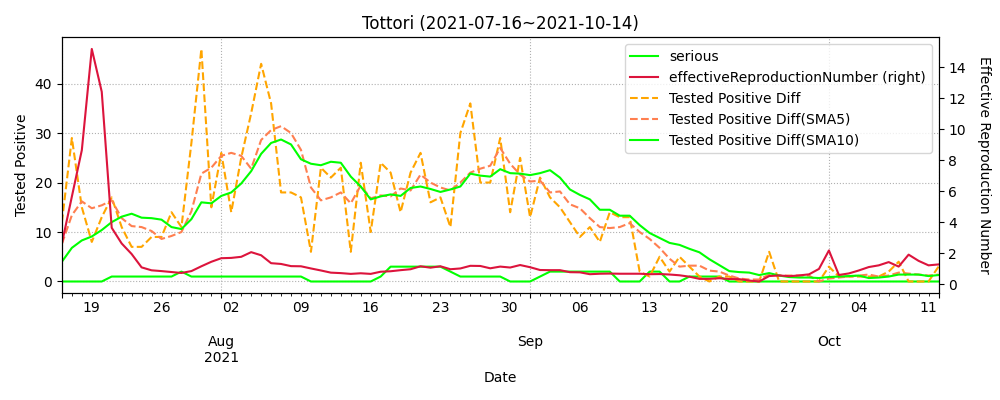 Tottori (2021-07-16~2021-10-14)
serious
effectiveReproductionNumber (right)
Tested Positive Diff
Tested Positive Diff(SMA5)
Tested Positive Diff(SMA10)
Tested Positive
40
30
20
10
0
Effective Reproduction Number
14
12
10
8
6
4
2
0
19 26 02 09 16 23 30 06 13 20 27 04 11
Aug Sep Oct
2021
Date